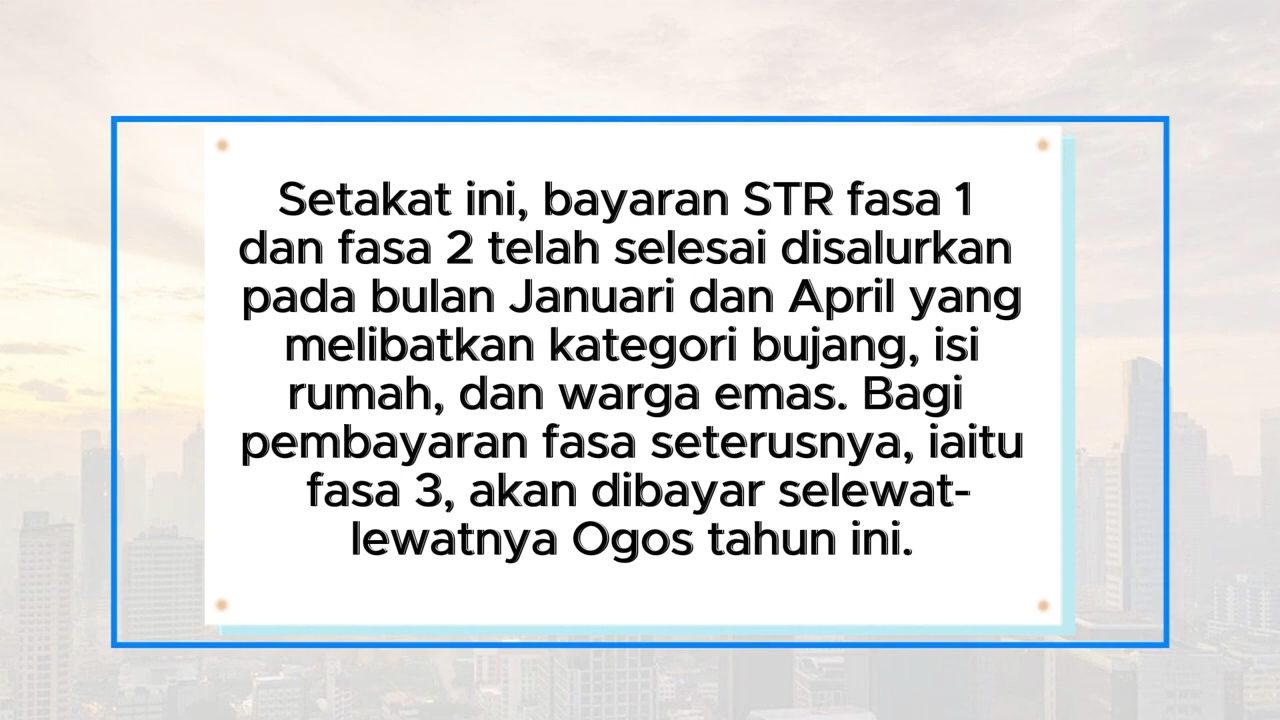 Setakat ini, bayaran STR fasa 1
dan fasa 2 telah selesai disalurkan
pada bulan Januari dan April yang
melibatkan kategori bujang, isi
rumah, dan warga emas. Bagi
pembayaran fasa seterusnya, iaitu
fasa 3, akan dibayar selewat-
lewatnya Ogos tahun ini.